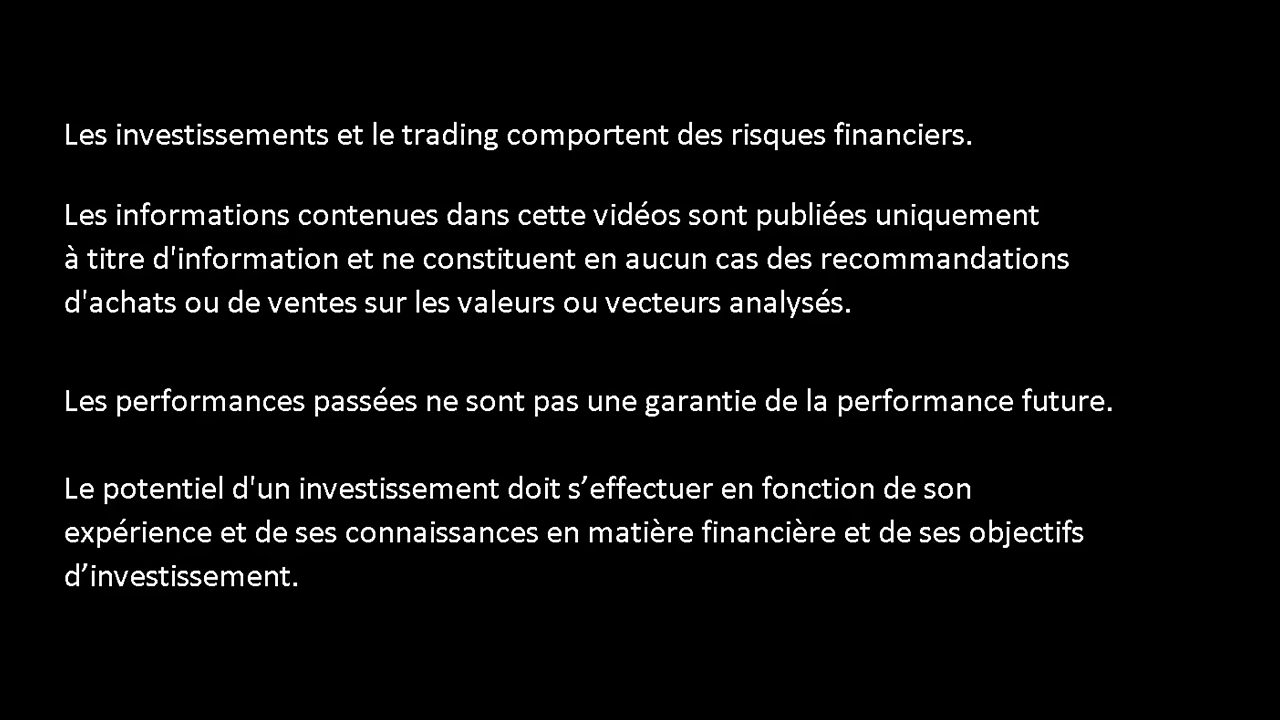 Les investissements et le trading comportent des risques financiers.
Les informations contenues dans cette vidéos sont publiées uniquement
à titre d'information et ne constituent en aucun cas des recommandations
d'achats ou de ventes sur les valeurs ou vecteurs analysés.
Les performances passées ne sont pas une garantie de la performance future.
Le potentiel d'un investissement doit s’effectuer en fonction de son
expérience et de ses connaissances en matière financière et de ses objectifs
d’investissement.